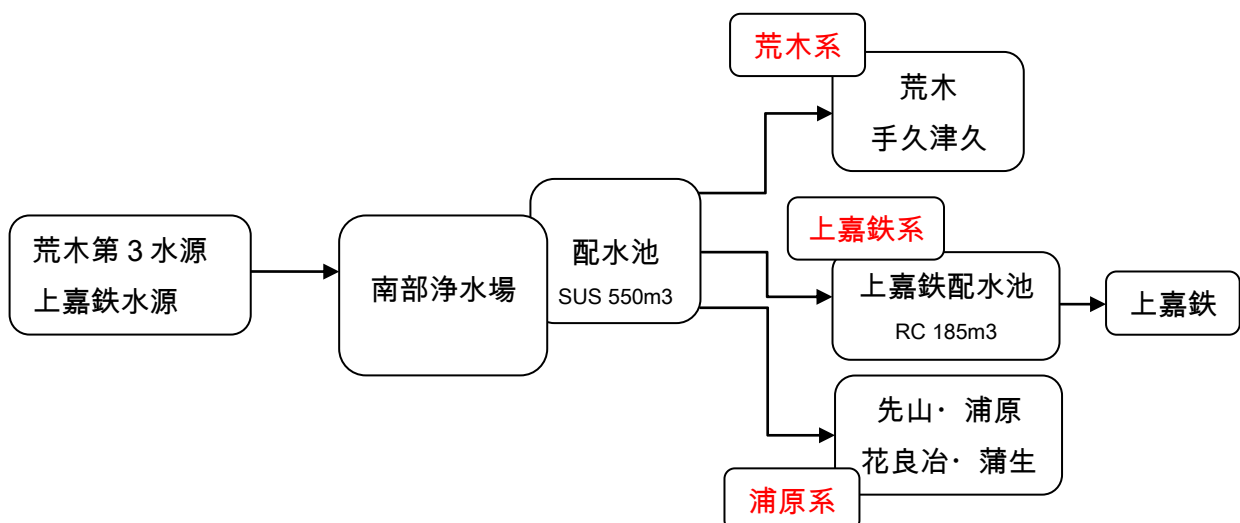 荒木第3水源
上嘉鉄水源
南部浄水場
配水池
SUS 550m3
荒木系
荒木
手久津久
上嘉鉄系
上嘉鉄配水池
RC 185m3
上嘉鉄
先山・浦原
花良冶・蒲生
浦原系